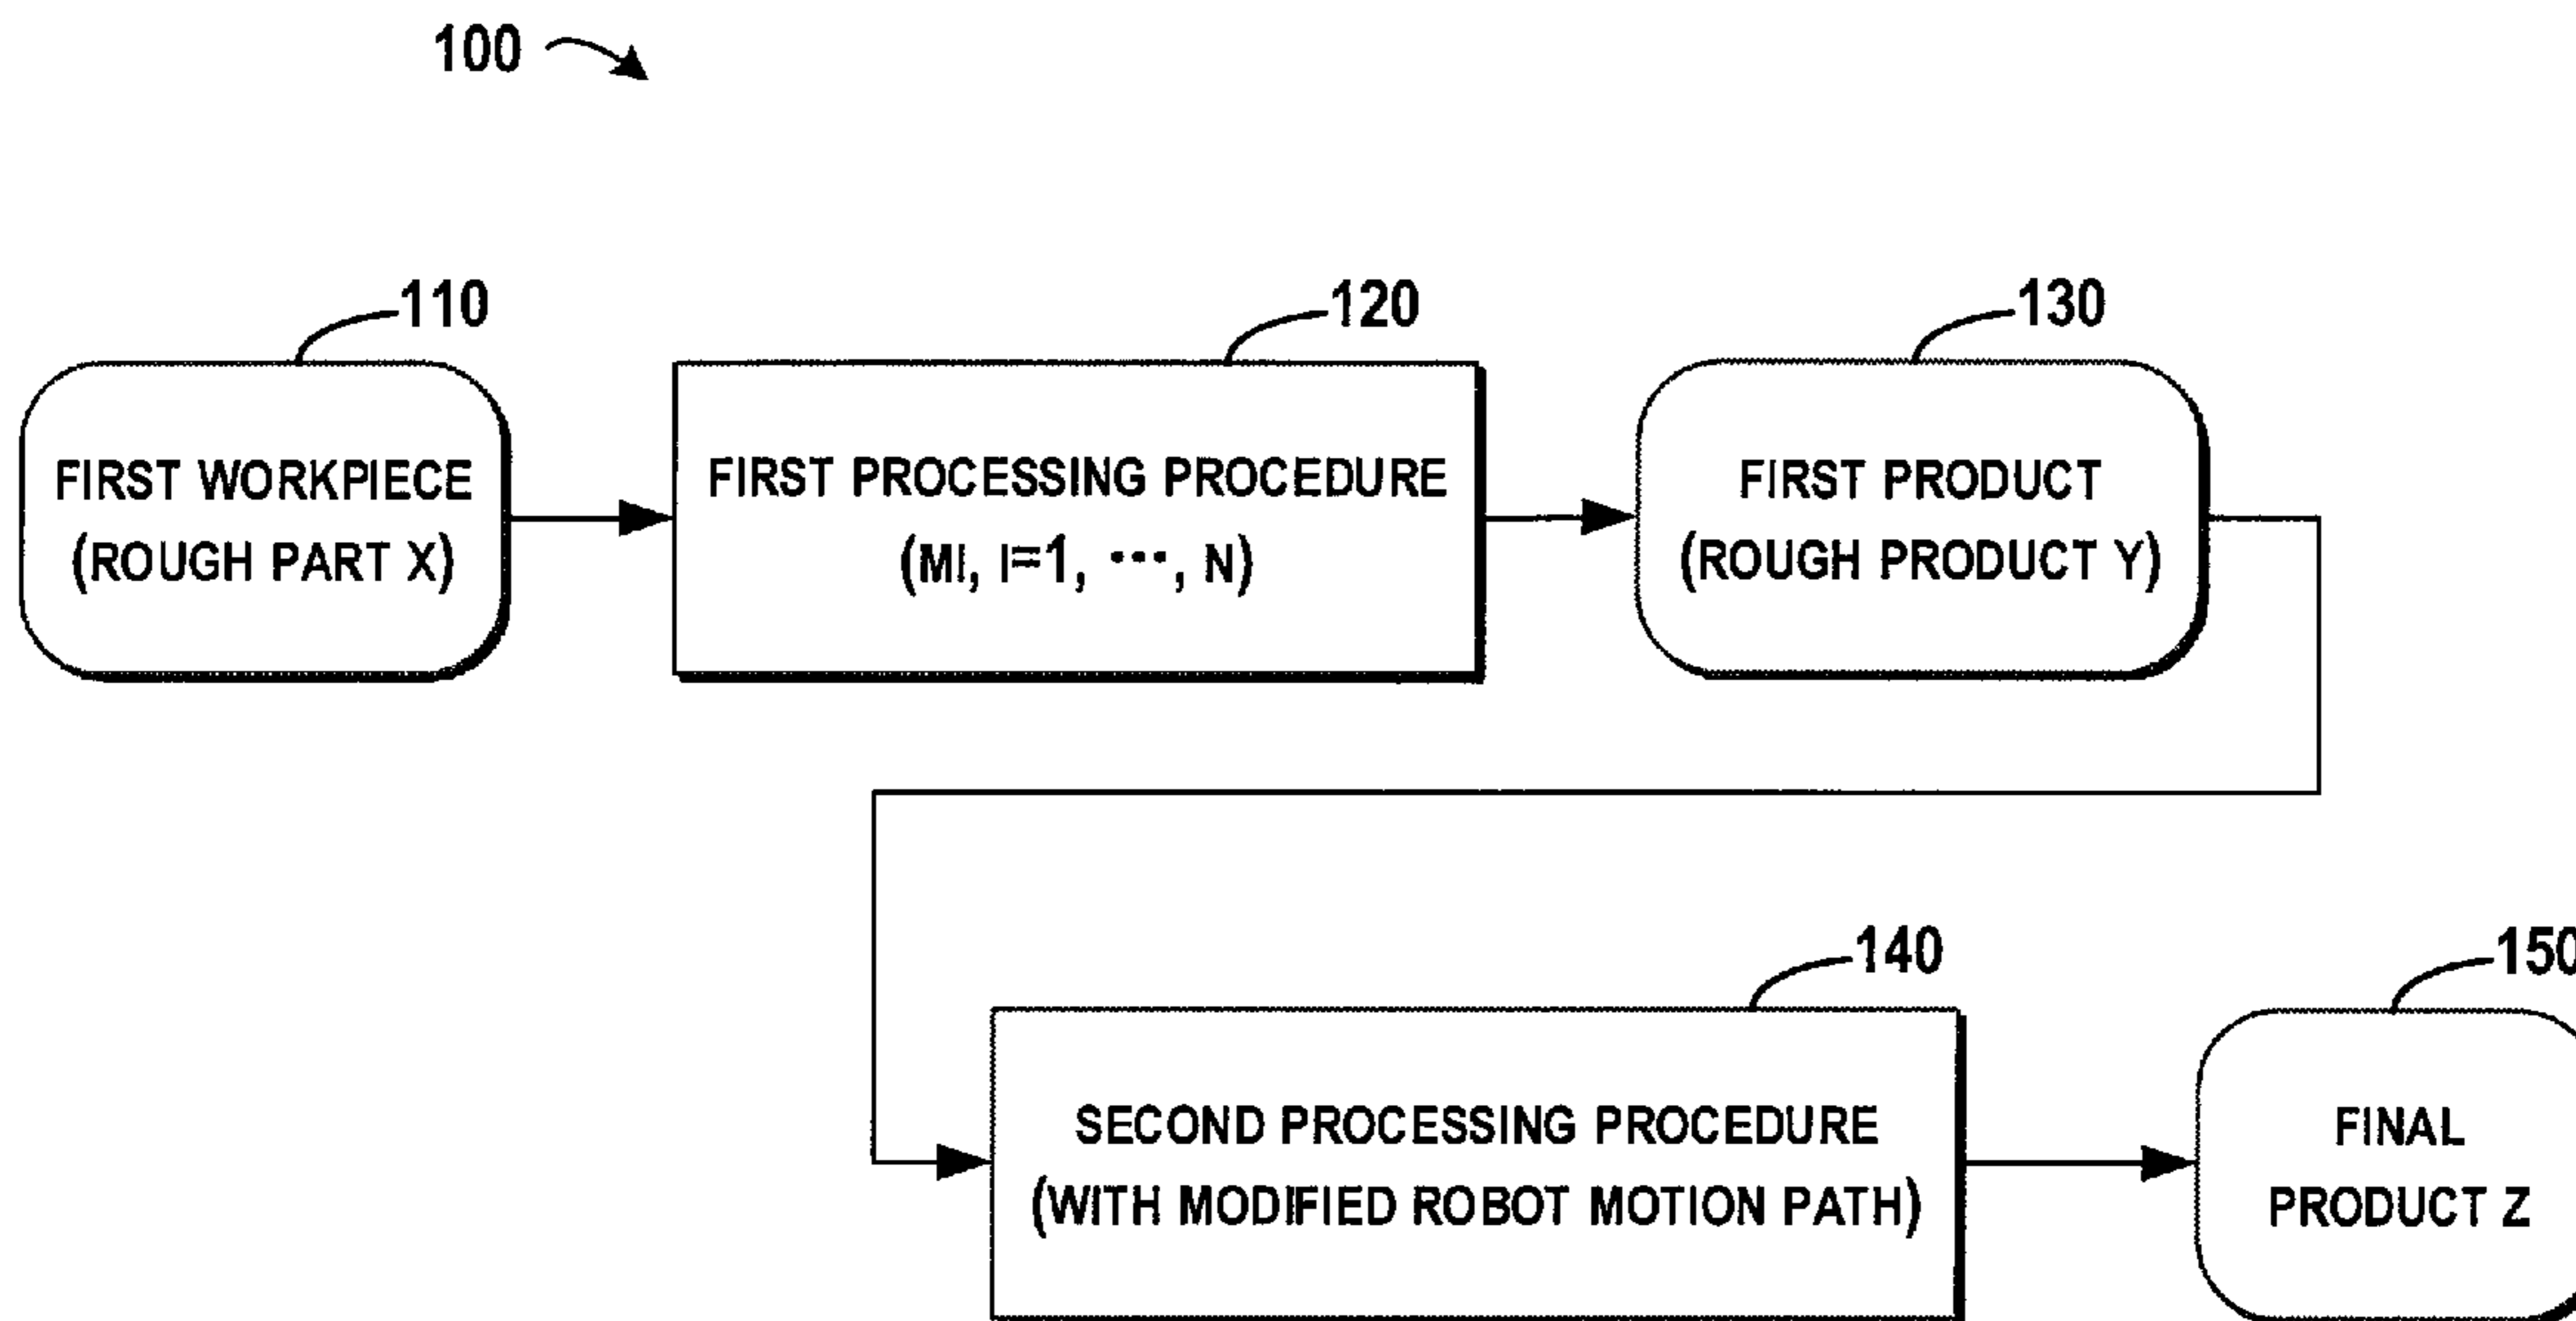 100
110
120
130
FIRST WORKPIECE
(ROUGH PART X)
FIRST PROCESSING PROCEDURE
(MI, I=1, ···, N)
FIRST PRODUCT
(ROUGH PRODUCT Y)
140
150
SECOND PROCESSING PROCEDURE
(WITH MODIFIED ROBOT MOTION PATH)
FINAL
PRODUCT Z